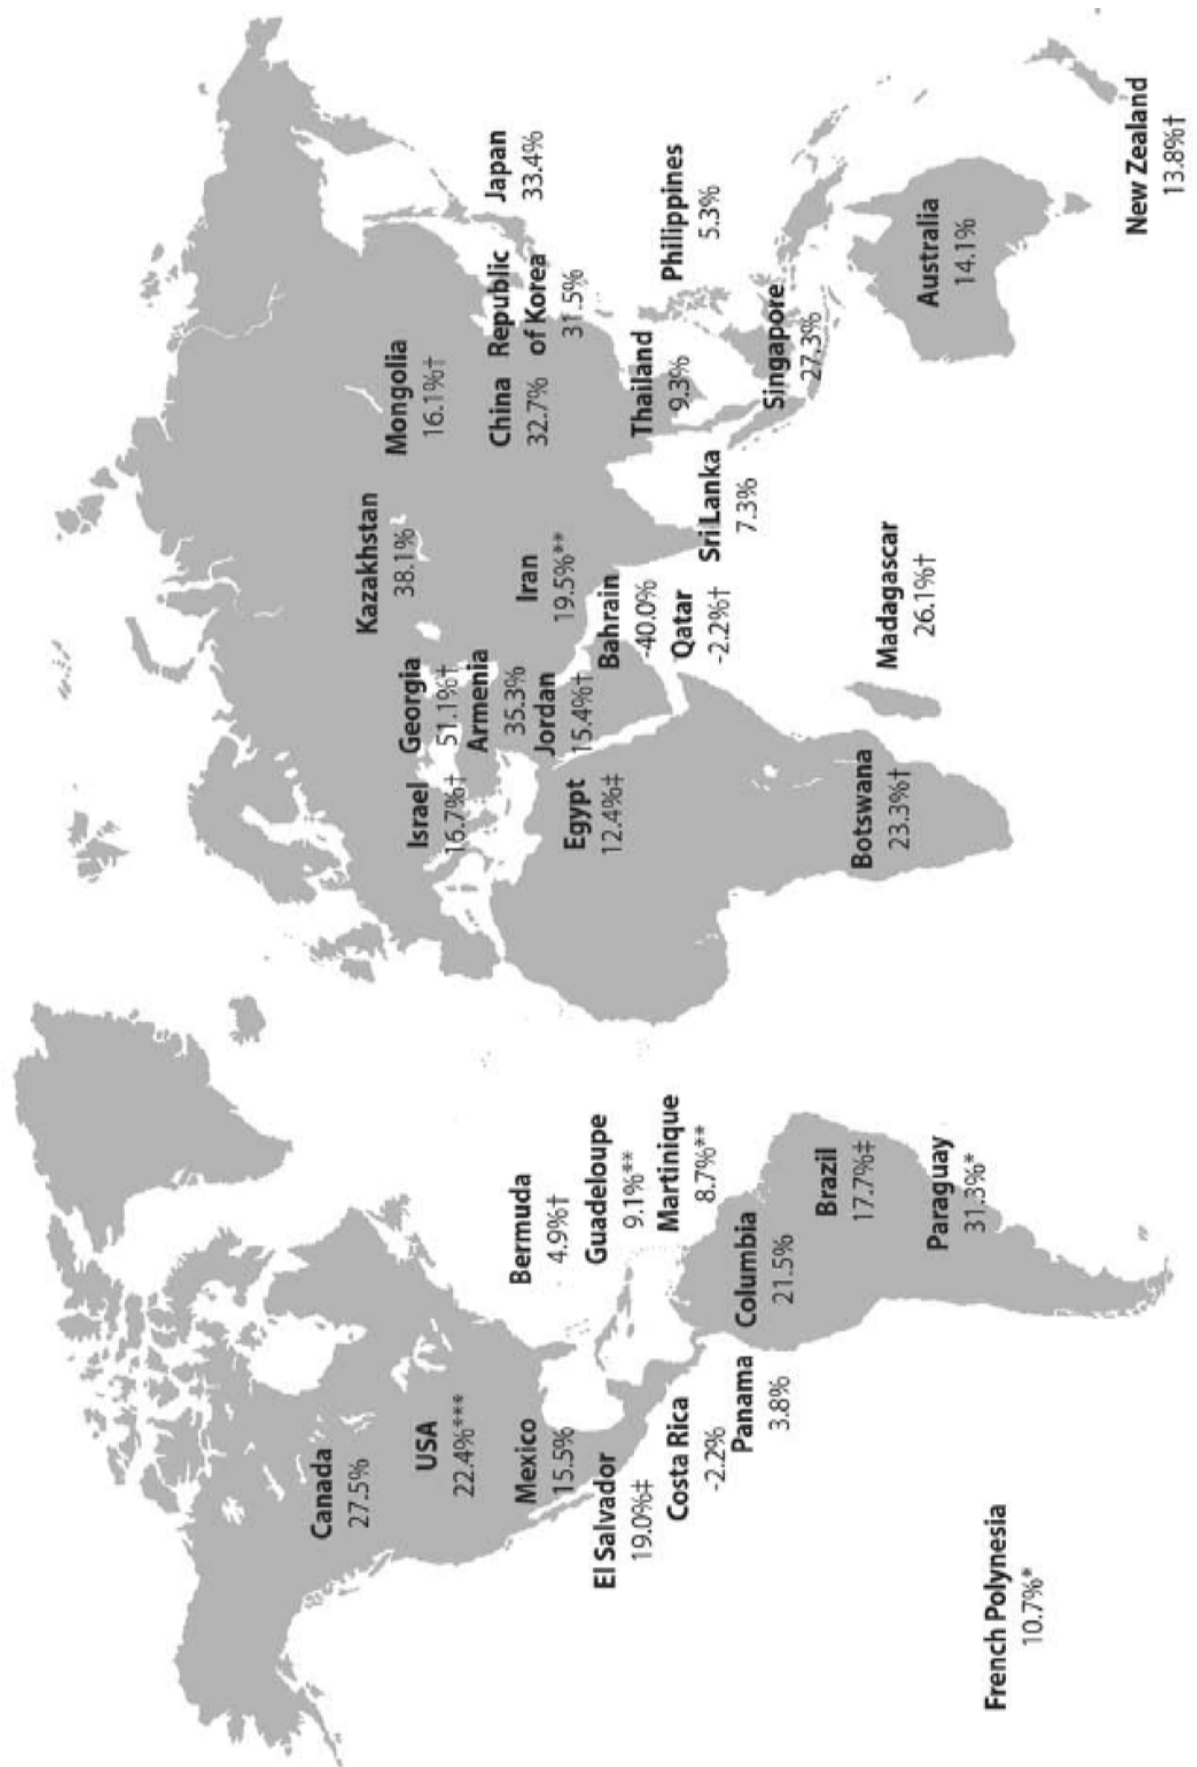 Canada
27.5%
USA
22.4%***
Mexico
15.5%
El Salvador
19.0%‡
Costa Rica
-2.2%
Panama
3.8%
Bermuda
4.9%†
Guadeloupe
9.1%**
Martinique
8.7%**
Columbia
21.5%
Brazil
17.7%‡
Paraguay
31.3%*
French Polynesia
10.7%*
Israel
16.7%†
Georgia
51.1%†
Armenia
35.3%
Jordan
15.4%†
Egypt
12.4%‡
Botswana
23.3%†
Madagascar
26.1%†
Kazakhstan
38.1%
Iran
19.5%**
Bahrain
-40.0%
Qatar
-2.2%†
Sri Lanka
7.3%
Mongolia
16.1%†
China
32.7%
Republic
of Korea
31.5%
Japan
33.4%
Thailand
9.3%
Philippines
5.3%
Singapore
27.3%
Australia
14.1%
New Zealand
13.8%†